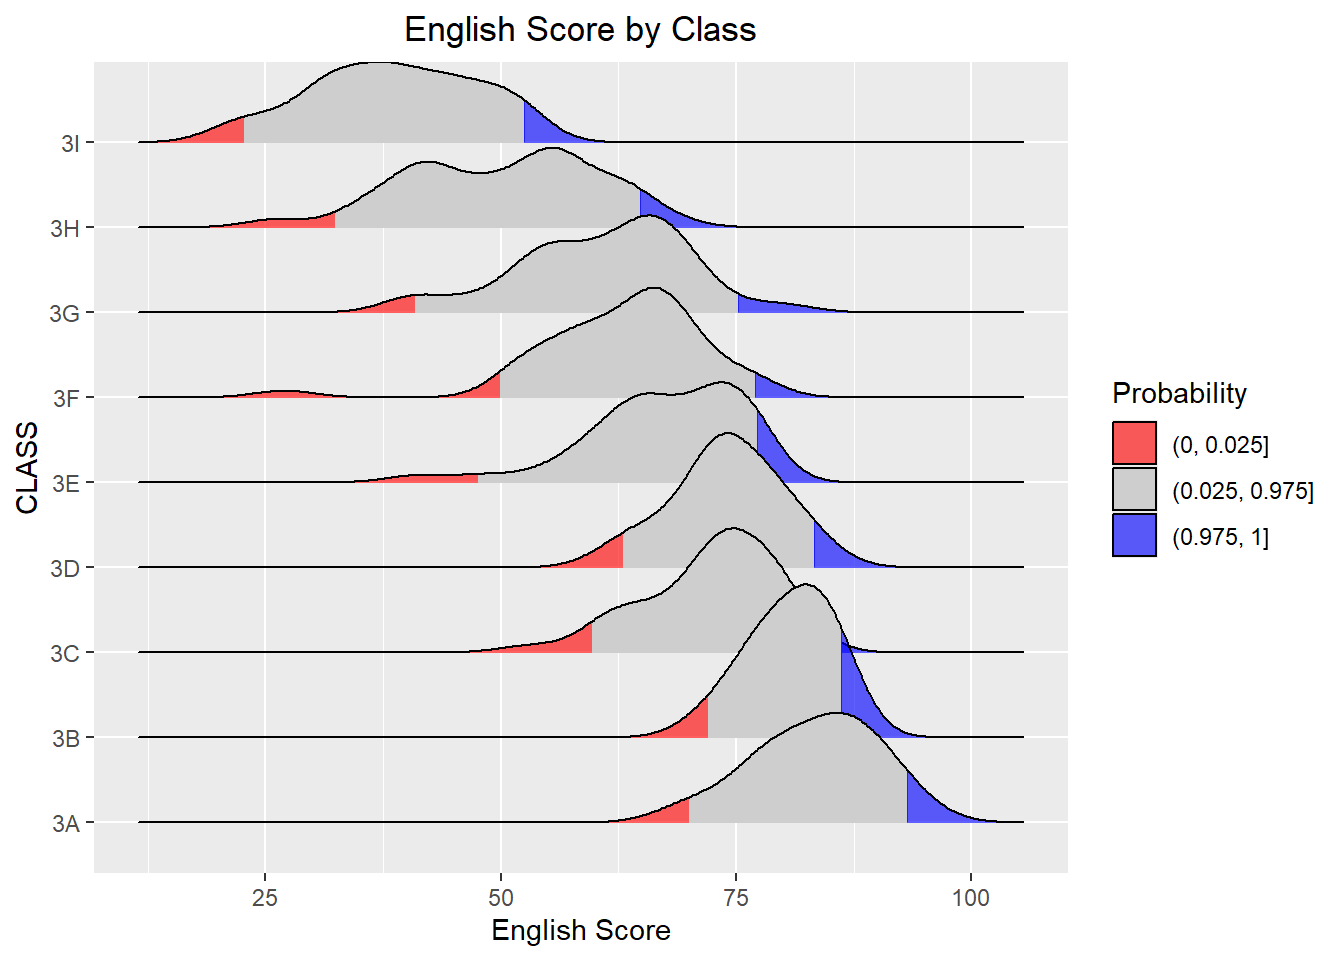 English Score by Class
3I
3H
3G
3F
3E
3D
3C
3B
3A
CLASS
25 50 75 100
English Score
Probability
(0, 0.025]
(0.025, 0.975]
(0.975, 1]